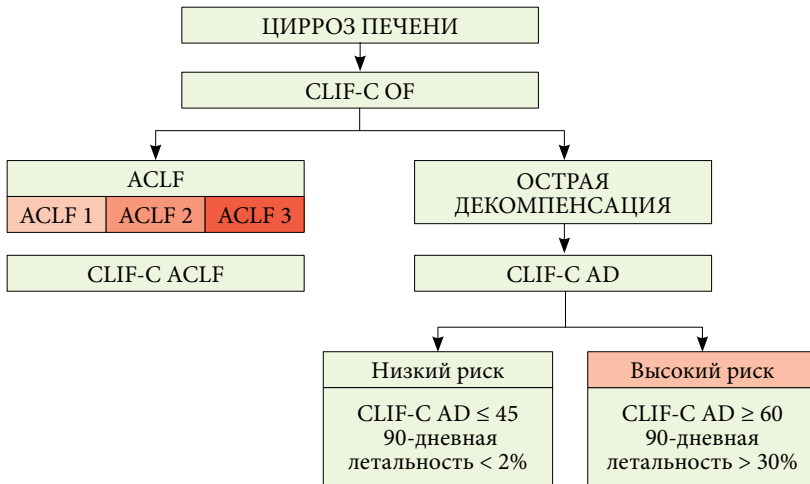 ЦИРРОЗ ПЕЧЕНИ
CLIF-C OF
ACLF
ACLF 1 ACLF 2 ACLF 3
CLIF-C ACLF
ОСТРАЯ
ДЕКОМПЕНСАЦИЯ
CLIF-C AD
Низкий риск
CLIF-C AD ≤ 45
90-дневная
летальность < 2%
Высокий риск
CLIF-C AD ≥ 60
90-дневная
летальность > 30%